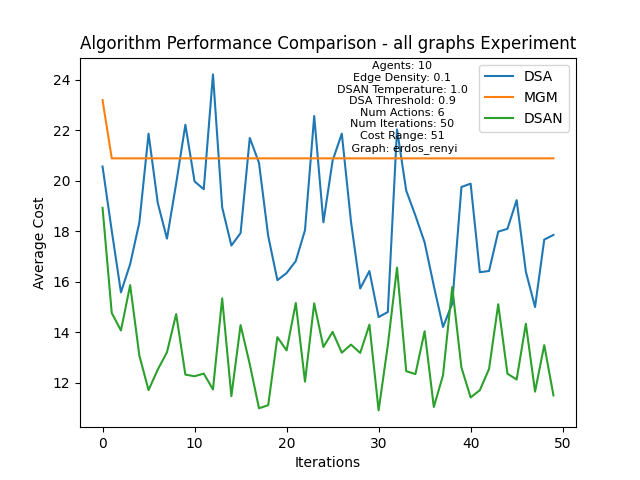 Algorithm Performance Comparison - all graphs Experiment
Agents: 10
Edge Density: 0.1
DSAN Temperature: 1.0
DSA Threshold: 0.9
Num Actions: 6
Num Iterations: 50
Cost Range: 51
Graph: erdos_renyi
DSA
MGM
DSAN
Average Cost
24
22
20
18
16
14
12
0
10
20
30
40
50
Iterations